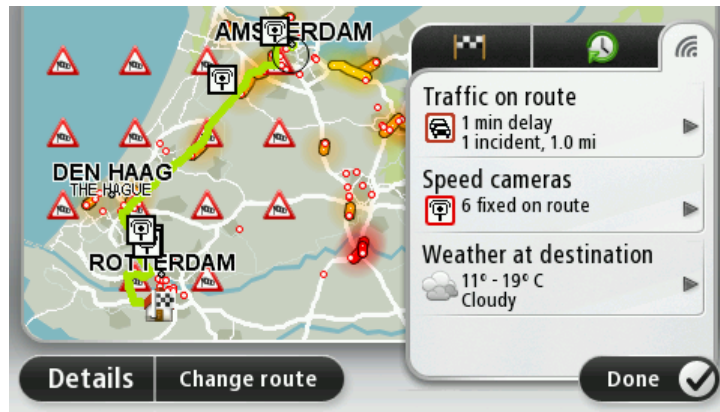 AMSTERDAM
DEN HAAG
THE HAGUE
ROTTERDAM
Traffic on route
1 min delay
1 incident, 1.0 mi
Speed cameras
6 fixed on route
Weather at destination
11° - 19° C
Cloudy
Details
Change route
Done